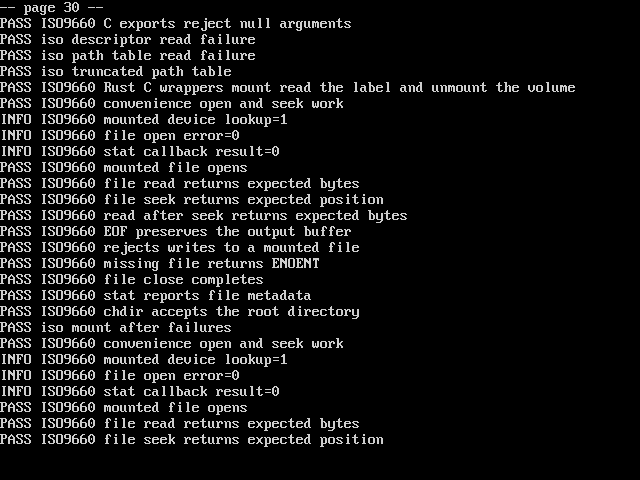 -- page 30 --
PASS ISO9660 C exports reject null arguments
PASS iso descriptor read failure
PASS iso path table read failure
PASS iso truncated path table
PASS ISO9660 Rust C wrappers mount read the label and unmount the volume
PASS ISO9660 convenience open and seek work
INFO ISO9660 mounted device lookup=1
INFO ISO9660 file open error=0
INFO ISO9660 stat callback result=0
PASS ISO9660 mounted file opens
PASS ISO9660 file read returns expected bytes
PASS ISO9660 file seek returns expected position
PASS ISO9660 read after seek returns expected bytes
PASS ISO9660 EOF preserves the output buffer
PASS ISO9660 rejects writes to a mounted file
PASS ISO9660 missing file returns ENOENT
PASS ISO9660 file close completes
PASS ISO9660 stat reports file metadata
PASS ISO9660 chdir accepts the root directory
PASS iso mount after failures
PASS ISO9660 convenience open and seek work
INFO ISO9660 mounted device lookup=1
INFO ISO9660 file open error=0
INFO ISO9660 stat callback result=0
PASS ISO9660 mounted file opens
PASS ISO9660 file read returns expected bytes
PASS ISO9660 file seek returns expected position